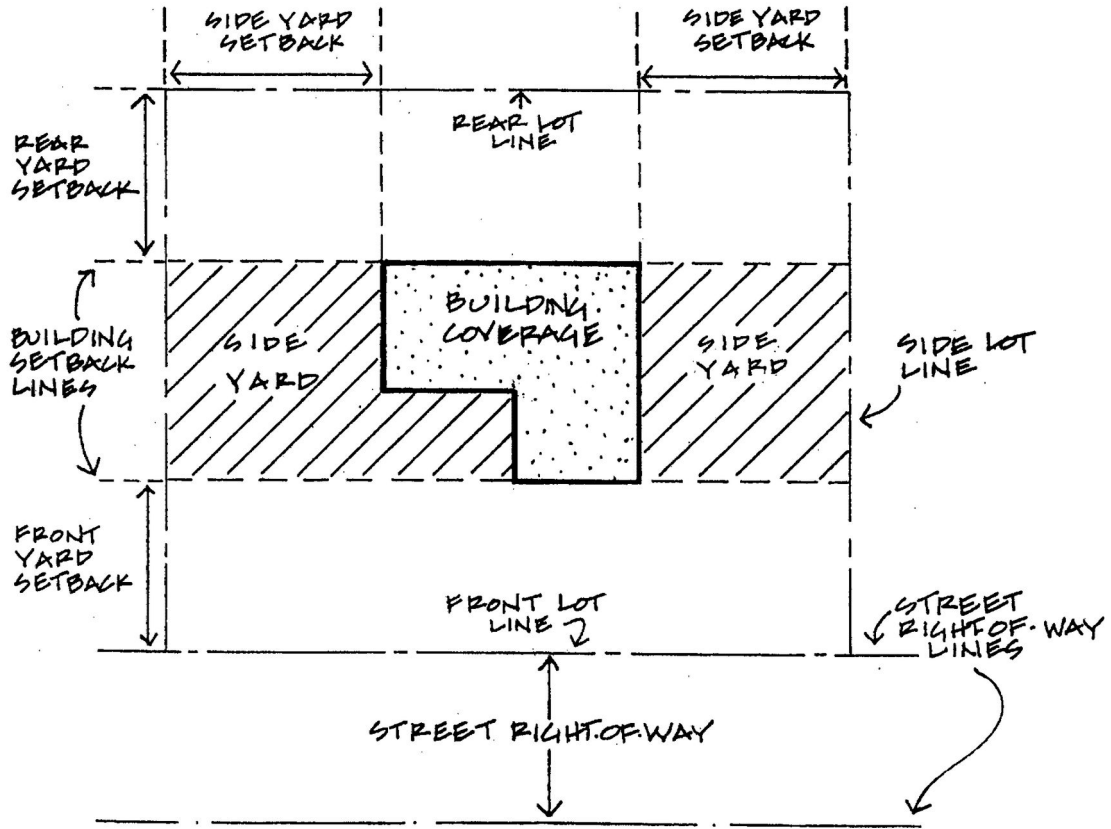 SIDE YARD
SETBACK
SIDE YARD
SETBACK
REAR LOT
LINE
REAR
YARD
SETBACK
BUILDING
SETBACK
LINES
SIDE
YARD
BUILDING
COVERAGE
SIDE
YARD
SIDE LOT
LINE
FRONT
YARD
SETBACK
FRONT LOT
LINE
STREET
RIGHT-OF-WAY
LINES
STREET RIGHT-OF-WAY